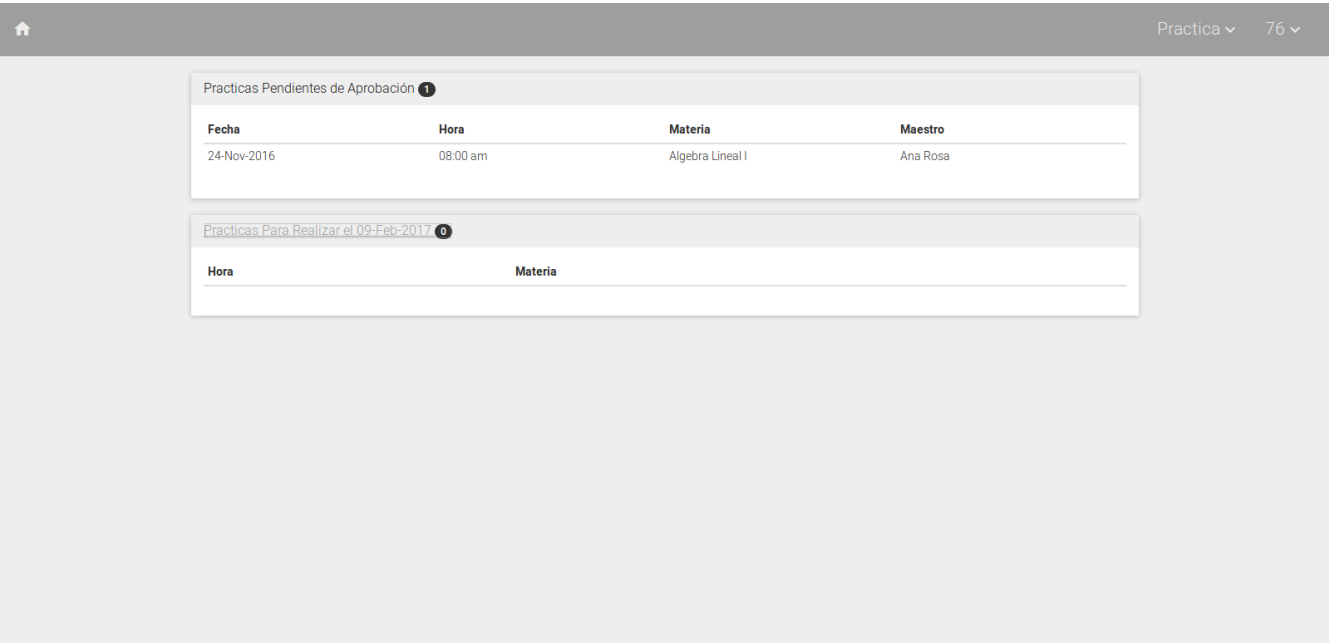 Practica 76
Practicas Pendientes de Aprobación 1
Fecha Hora Materia Maestro
24-Nov-2016 08:00 am Algebra Lineal I Ana Rosa
Practicas Para Realizar el 09-Feb-2017 0
Hora Materia